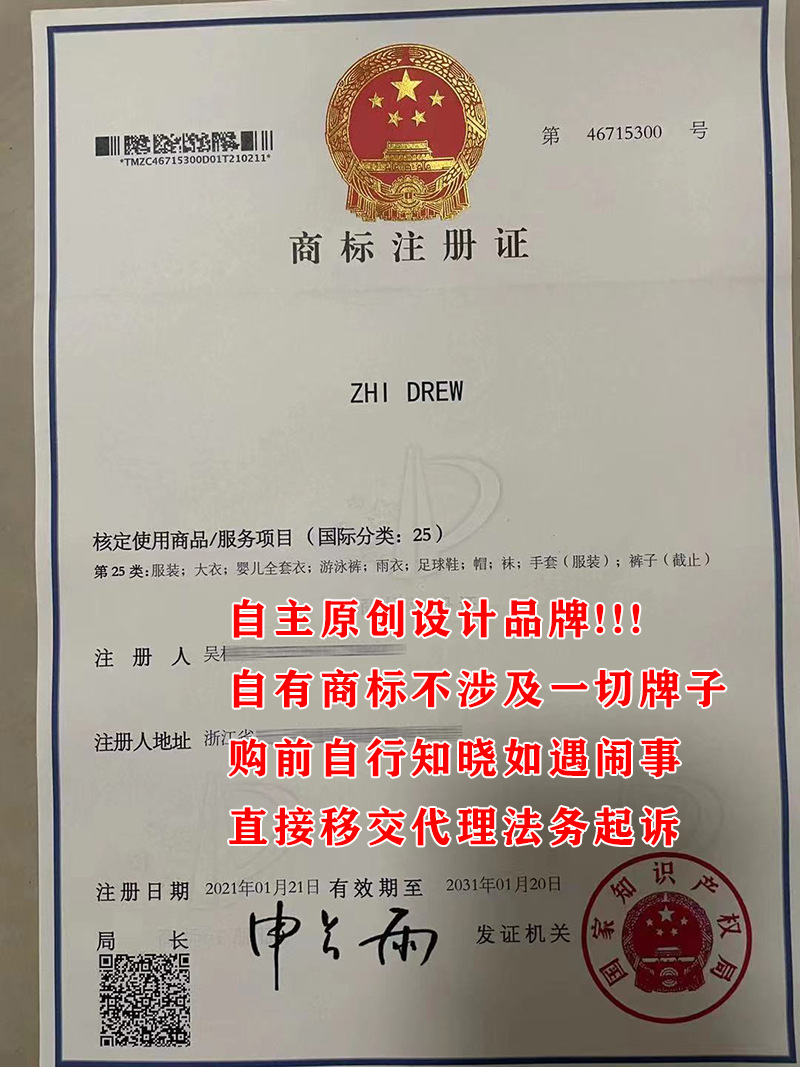 *TMZC46715300D01T210211*
第 46715300 号
商标注册证
ZHI DREW
核定使用商品/服务项目（国际分类：25）
第25类:服装；大衣；婴儿全套衣；游泳裤；雨衣；足球鞋；帽；袜；手套（服装）；裤子（截止）
自主原创设计品牌!!!
注册人 吴
自有商标不涉及一切牌子
注册人地址 浙江省
购前自行知晓如遇闹事
直接移交代理法务起诉
注册日期 2021年01月21日 有效期至 2031年01月20日
局长 申长雨 发证机关
国家知识产权局